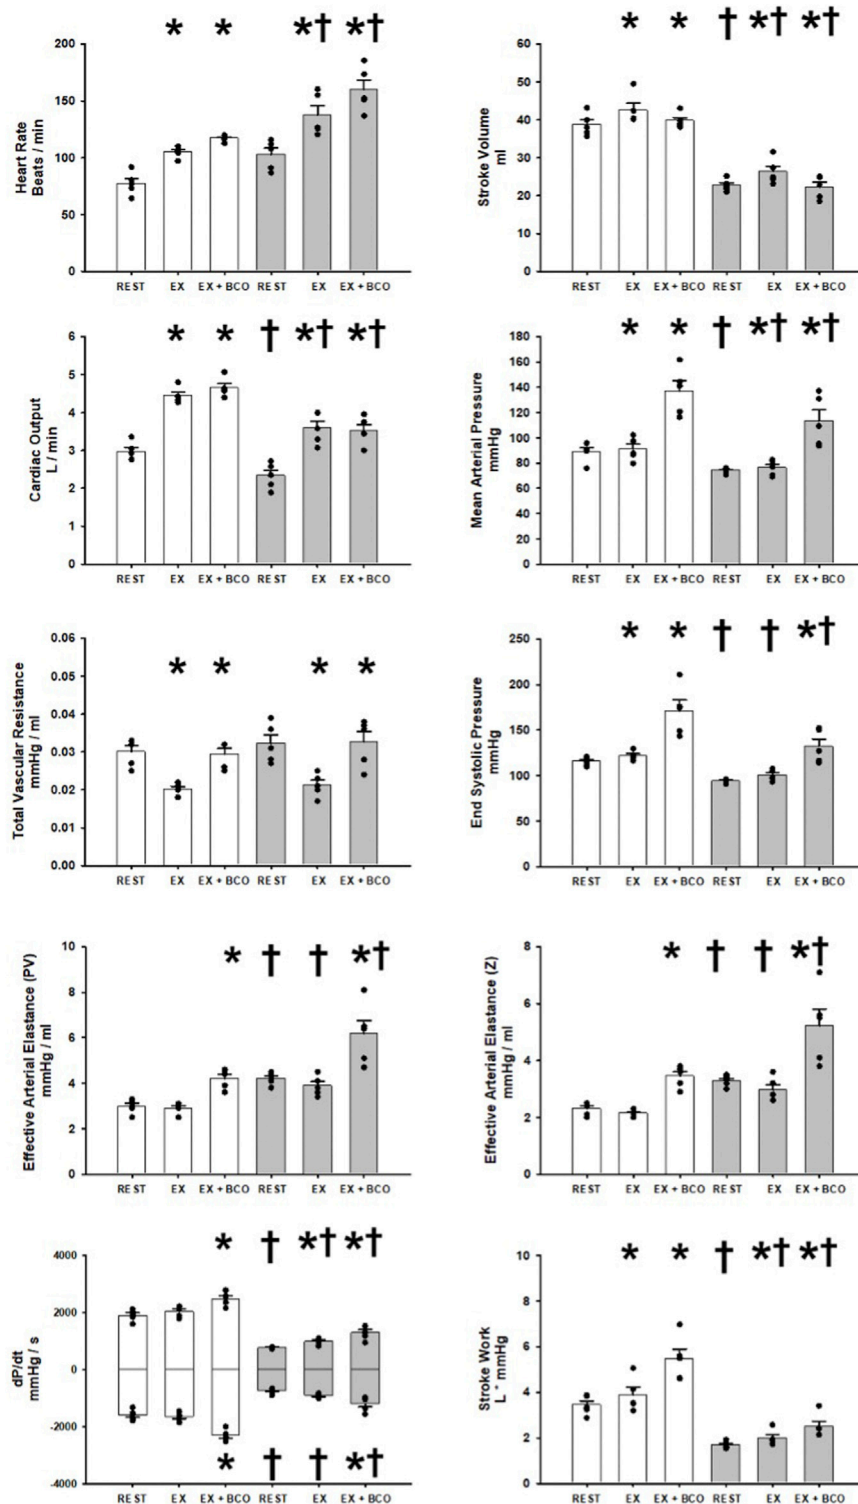 * * *† *†
200
150
100
50
0
Heart Rate
Beats / min
REST EX EX + BCO REST EX EX + BCO
* * † *† *†
60
50
40
30
20
10
0
Stroke Volume
ml
REST EX EX + BCO REST EX EX + BCO
* * † *† *†
6
5
4
3
2
1
0
Cardiac Output
L / min
REST EX EX + BCO REST EX EX + BCO
* * † *† *†
180
160
140
120
100
80
60
40
20
0
Mean Arterial Pressure
mmHg
REST EX EX + BCO REST EX EX + BCO
* * * *
0.06
0.05
0.04
0.03
0.02
0.01
0.00
Total Vascular Resistance
mmHg / ml
REST EX EX + BCO REST EX EX + BCO
* * † † *†
250
200
150
100
50
0
End Systolic Pressure
mmHg
REST EX EX + BCO REST EX EX + BCO
* † † *†
10
8
6
4
2
0
Effective Arterial Elastance (PV)
mmHg / ml
REST EX EX + BCO REST EX EX + BCO
* † † *†
8
6
4
2
0
Effective Arterial Elastance (Z)
mmHg / ml
REST EX EX + BCO REST EX EX + BCO
* † *† *†
4000
2000
0
-2000
-4000
dP/dt
mmHg / s
* † † *†
REST EX EX + BCO REST EX EX + BCO
* * † *† *†
10
8
6
4
2
0
Stroke Work
L * mmHg
REST EX EX + BCO REST EX EX + BCO